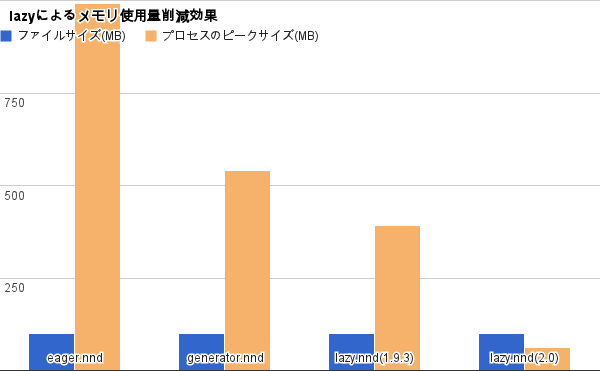 lazyによるメモリ使用量削減効果
ファイルサイズ(MB) プロセスのピークサイズ(MB)
750
500
250
eager.nnd generator.nnd lazy.nnd(1.9.3) lazy.nnd(2.0)